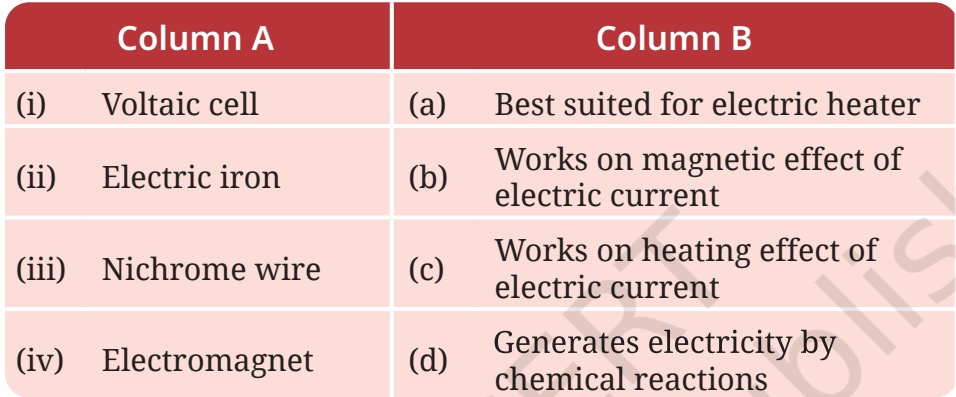 Column A Column B
(i) Voltaic cell (a) Best suited for electric heater
(ii) Electric iron (b) Works on magnetic effect of
electric current
(iii) Nichrome wire (c) Works on heating effect of
electric current
(iv) Electromagnet (d) Generates electricity by
chemical reactions